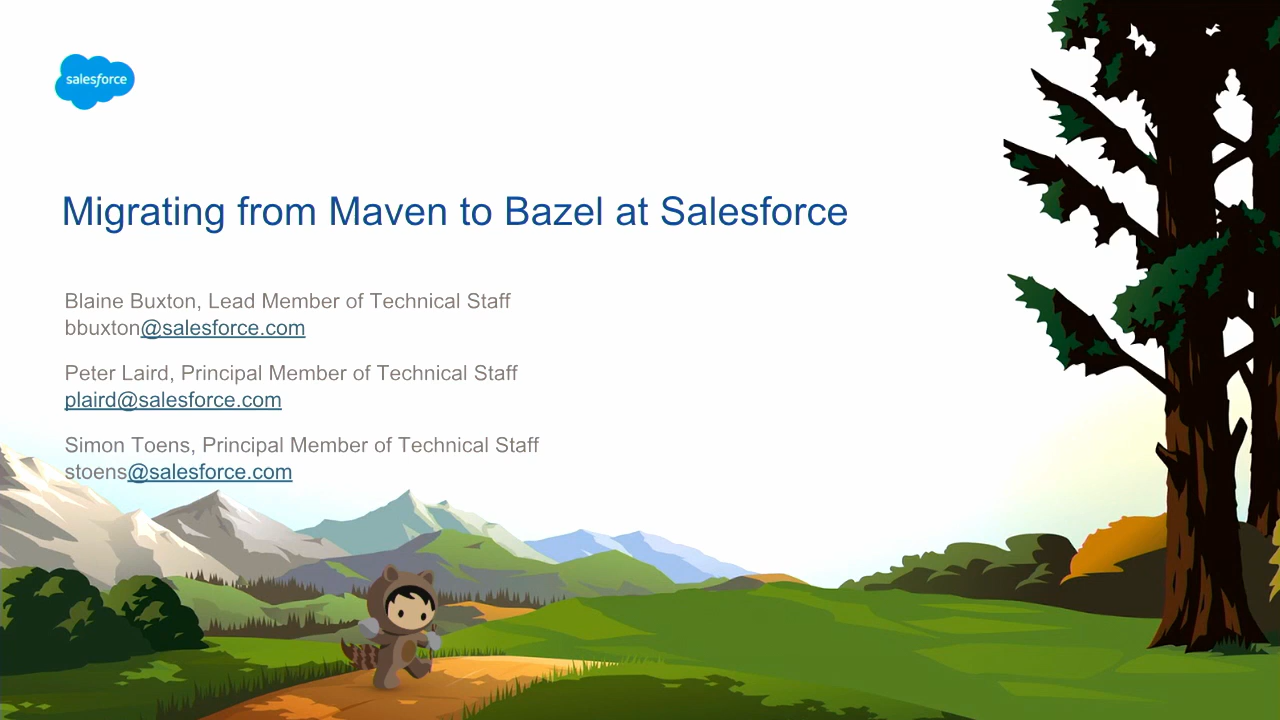 salesforce
Migrating from Maven to Bazel at Salesforce
Blaine Buxton, Lead Member of Technical Staff
bbuxton@salesforce.com
Peter Laird, Principal Member of Technical Staff
plaird@salesforce.com
Simon Toens, Principal Member of Technical Staff
stoens@salesforce.com